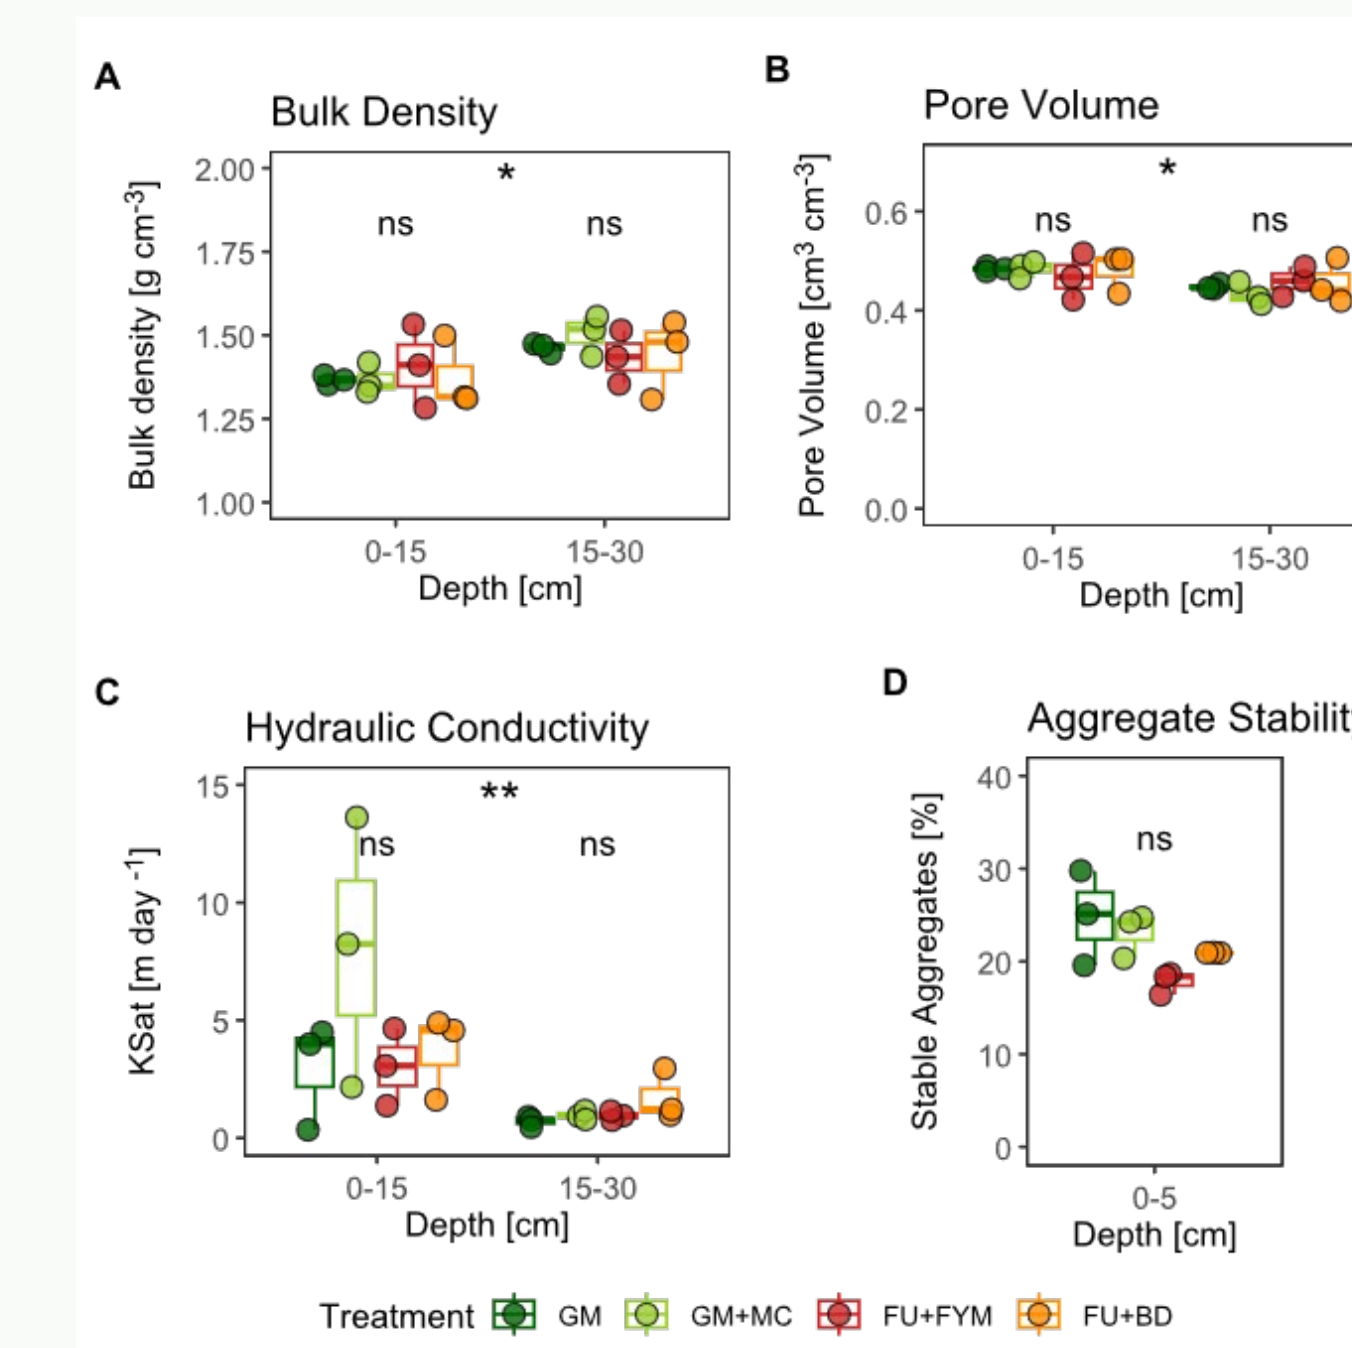 A
Bulk Density
Bulk density [g cm-3]
2.00
1.75
1.50
1.25
1.00
*
ns
ns
0-15
15-30
Depth [cm]
B
Pore Volume
Pore Volume [cm3 cm-3]
0.6
0.4
0.2
0.0
*
ns
ns
0-15
15-30
Depth [cm]
C
Hydraulic Conductivity
KSat [m day -1]
15
10
5
0
**
ns
ns
0-15
15-30
Depth [cm]
D
Aggregate Stability
Stable Aggregates [%]
40
30
20
10
0
ns
0-5
Depth [cm]
Treatment GM GM+MC FU+FYM FU+BD